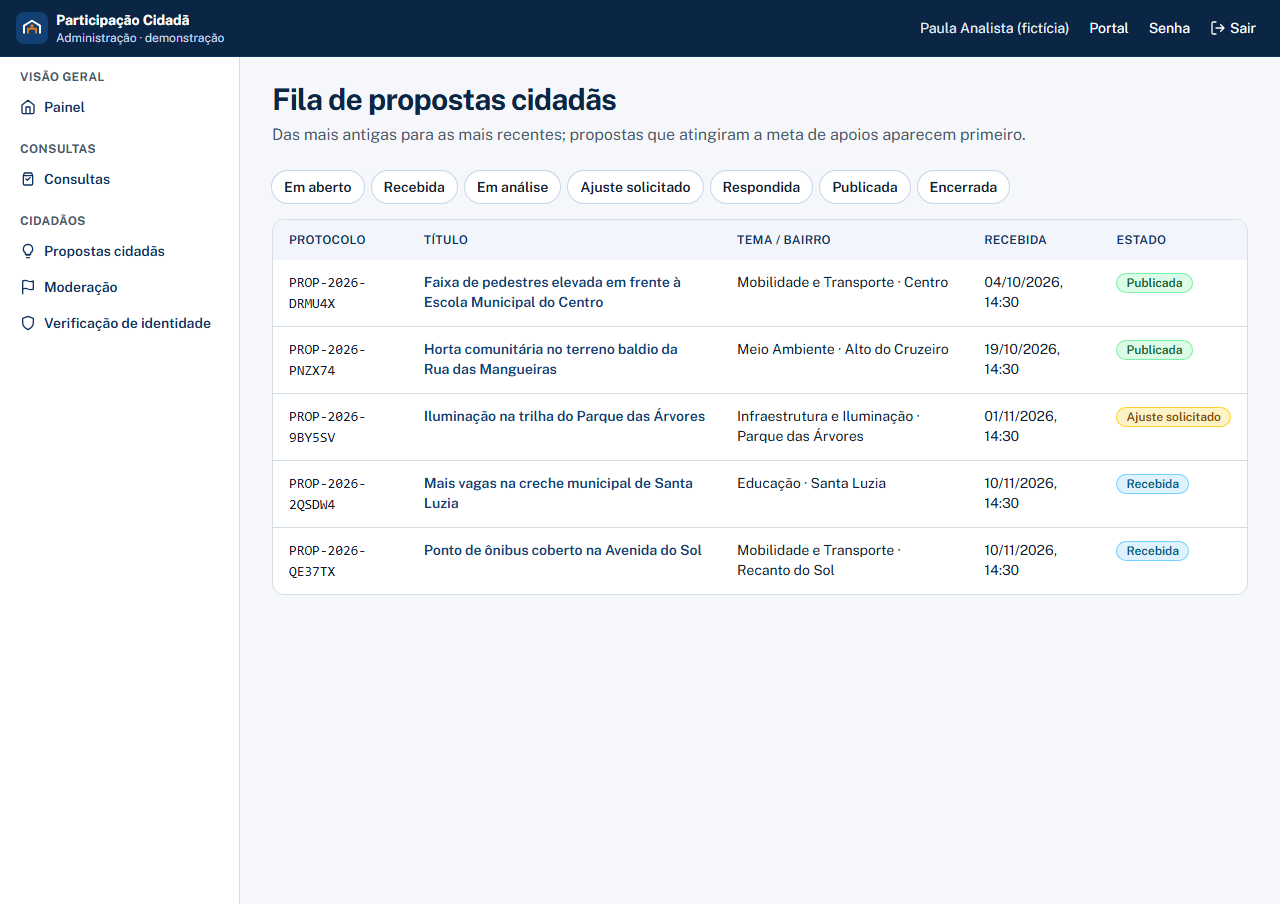 Participação Cidadã
Administração · demonstração
Paula Analista (fictícia)
Portal
Senha
Sair
VISÃO GERAL
Painel
CONSULTAS
Consultas
CIDADÃOS
Propostas cidadãs
Moderação
Verificação de identidade
Fila de propostas cidadãs
Das mais antigas para as mais recentes; propostas que atingiram a meta de apoios aparecem primeiro.
Em aberto
Recebida
Em análise
Ajuste solicitado
Respondida
Publicada
Encerrada
PROTOCOLO
TÍTULO
TEMA / BAIRRO
RECEBIDA
ESTADO
PROP-2026-
DRMU4X
Faixa de pedestres elevada em frente à
Escola Municipal do Centro
Mobilidade e Transporte · Centro
04/10/2026,
14:30
Publicada
PROP-2026-
PNZX74
Horta comunitária no terreno baldio da
Rua das Mangueiras
Meio Ambiente · Alto do Cruzeiro
19/10/2026,
14:30
Publicada
PROP-2026-
9BY5SV
Iluminação na trilha do Parque das Árvores
Infraestrutura e Iluminação ·
Parque das Árvores
01/11/2026,
14:30
Ajuste solicitado
PROP-2026-
2QSDW4
Mais vagas na creche municipal de Santa
Luzia
Educação · Santa Luzia
10/11/2026,
14:30
Recebida
PROP-2026-
QE37TX
Ponto de ônibus coberto na Avenida do Sol
Mobilidade e Transporte ·
Recanto do Sol
10/11/2026,
14:30
Recebida